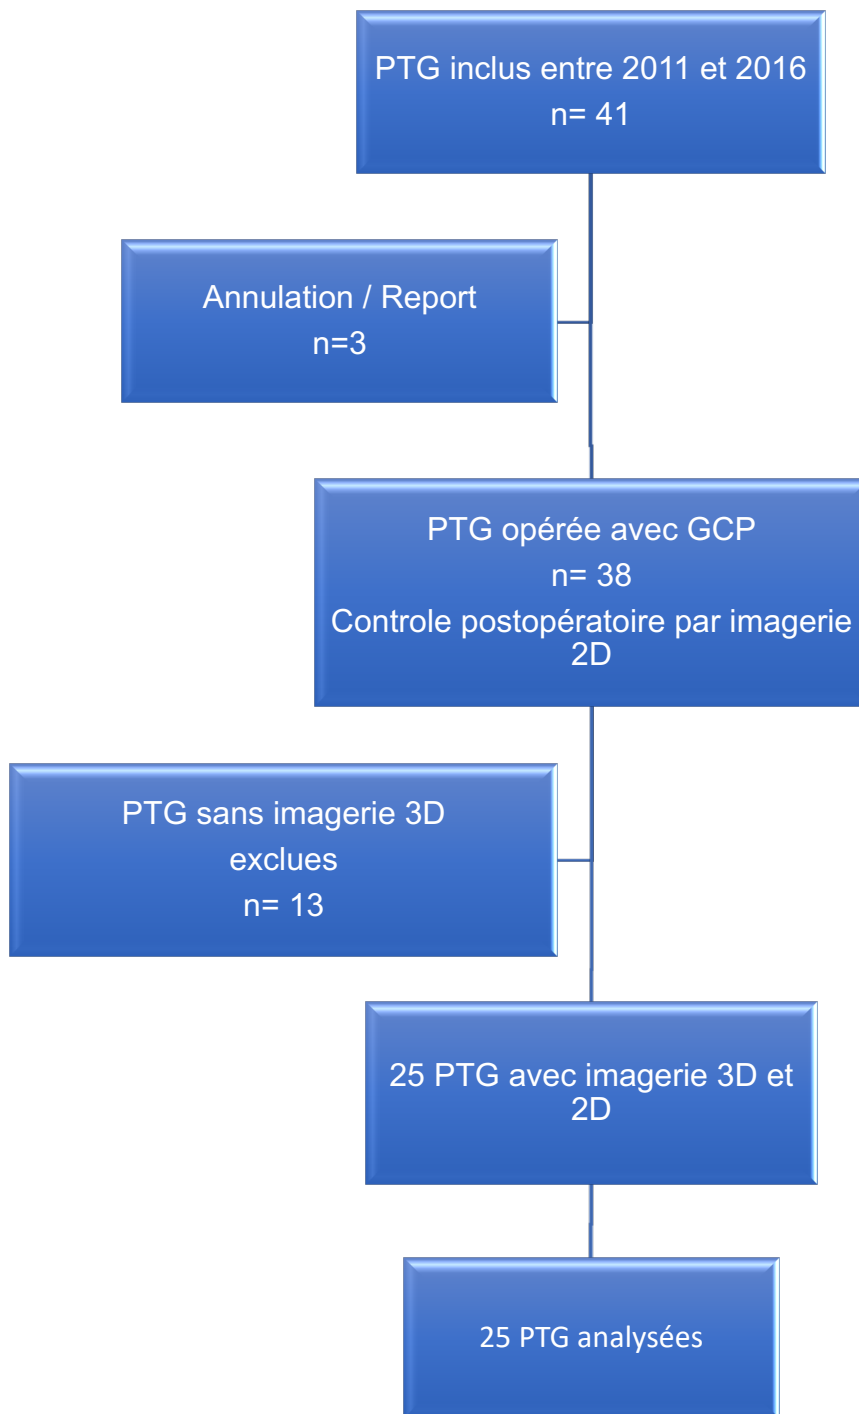 PTG inclus entre 2011 et 2016
n= 41
Annulation / Report
n=3
PTG opérée avec GCP
n= 38
Controle postopératoire par imagerie
2D
PTG sans imagerie 3D
exclues
n= 13
25 PTG avec imagerie 3D et
2D
25 PTG analysées